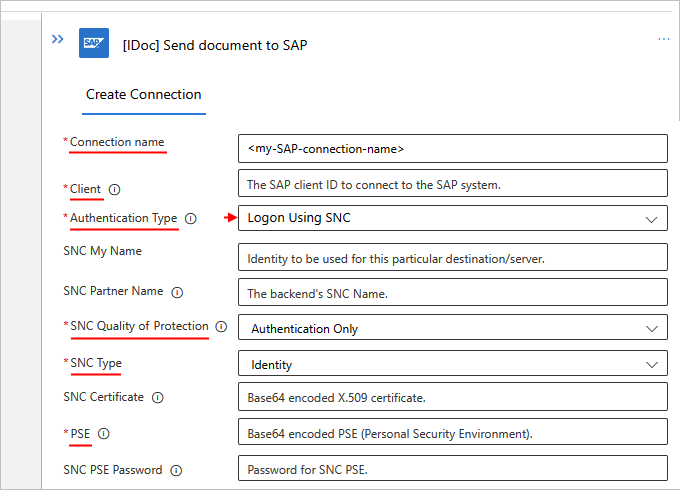 SAP
[IDoc] Send document to SAP
...
Create Connection
* Connection name
<my-SAP-connection-name>
* Client
The SAP client ID to connect to the SAP system.
* Authentication Type
Logon Using SNC
SNC My Name
Identity to be used for this particular destination/server.
SNC Partner Name
The backend's SNC Name.
* SNC Quality of Protection
Authentication Only
* SNC Type
Identity
SNC Certificate
Base64 encoded X.509 certificate.
* PSE
Base64 encoded PSE (Personal Security Environment).
SNC PSE Password
Password for SNC PSE.